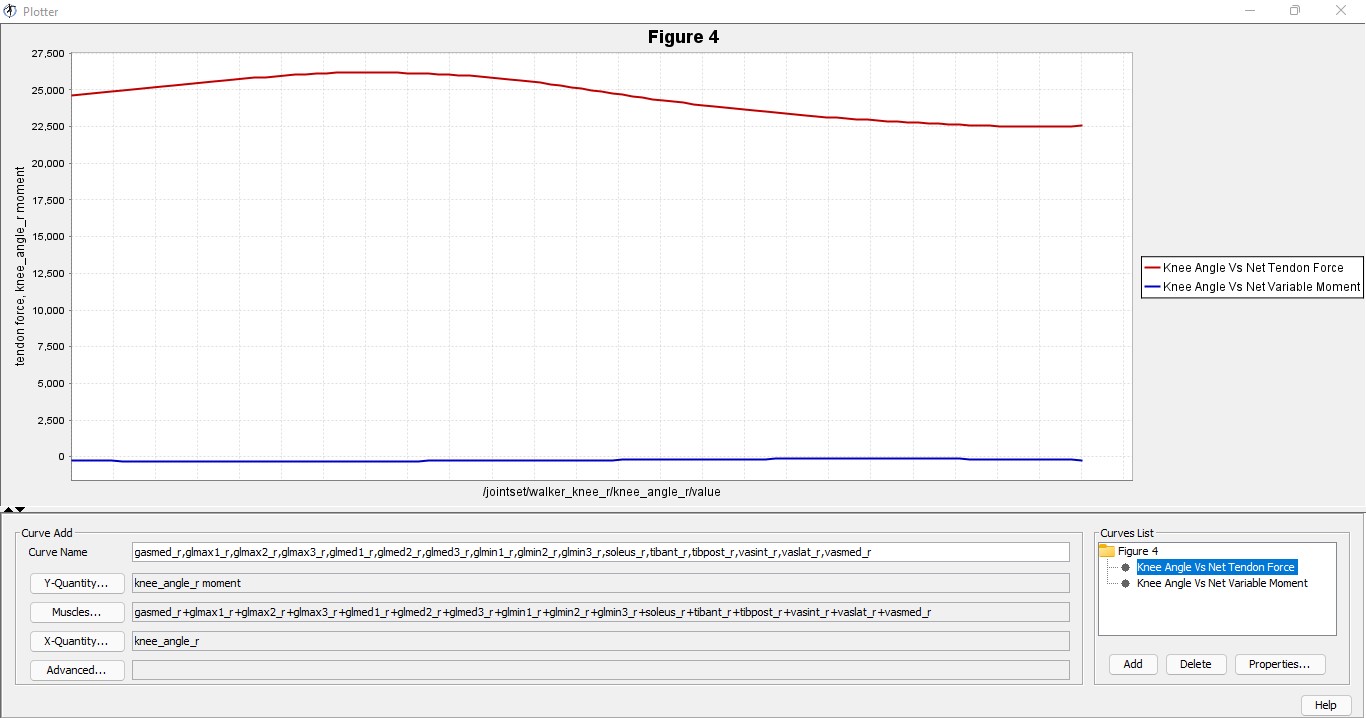 Plotter
Figure 4
27,500
25,000
22,500
20,000
17,500
15,000
12,500
10,000
7,500
5,000
2,500
0
tendon force, knee_angle_r moment
/jointset/walker_knee_r/knee_angle_r/value
Knee Angle Vs Net Tendon Force
Knee Angle Vs Net Variable Moment
Curve Add
Curve Name
gasmed_r,glmax1_r,glmax2_r,glmax3_r,glmed1_r,glmed2_r,glmed3_r,glmin1_r,glmin2_r,glmin3_r,soleus_r,tibant_r,tibpost_r,vasint_r,vaslat_r,vasmed_r
Y-Quantity... knee_angle_r moment
Muscles... gasmed_r+glmax1_r+glmax2_r+glmax3_r+glmed1_r+glmed2_r+glmed3_r+glmin1_r+glmin2_r+glmin3_r+soleus_r+tibant_r+tibpost_r+vasint_r+vaslat_r+vasmed_r
X-Quantity... knee_angle_r
Advanced...
Curves List
Figure 4
Knee Angle Vs Net Tendon Force
Knee Angle Vs Net Variable Moment
Add Delete Properties...
Help